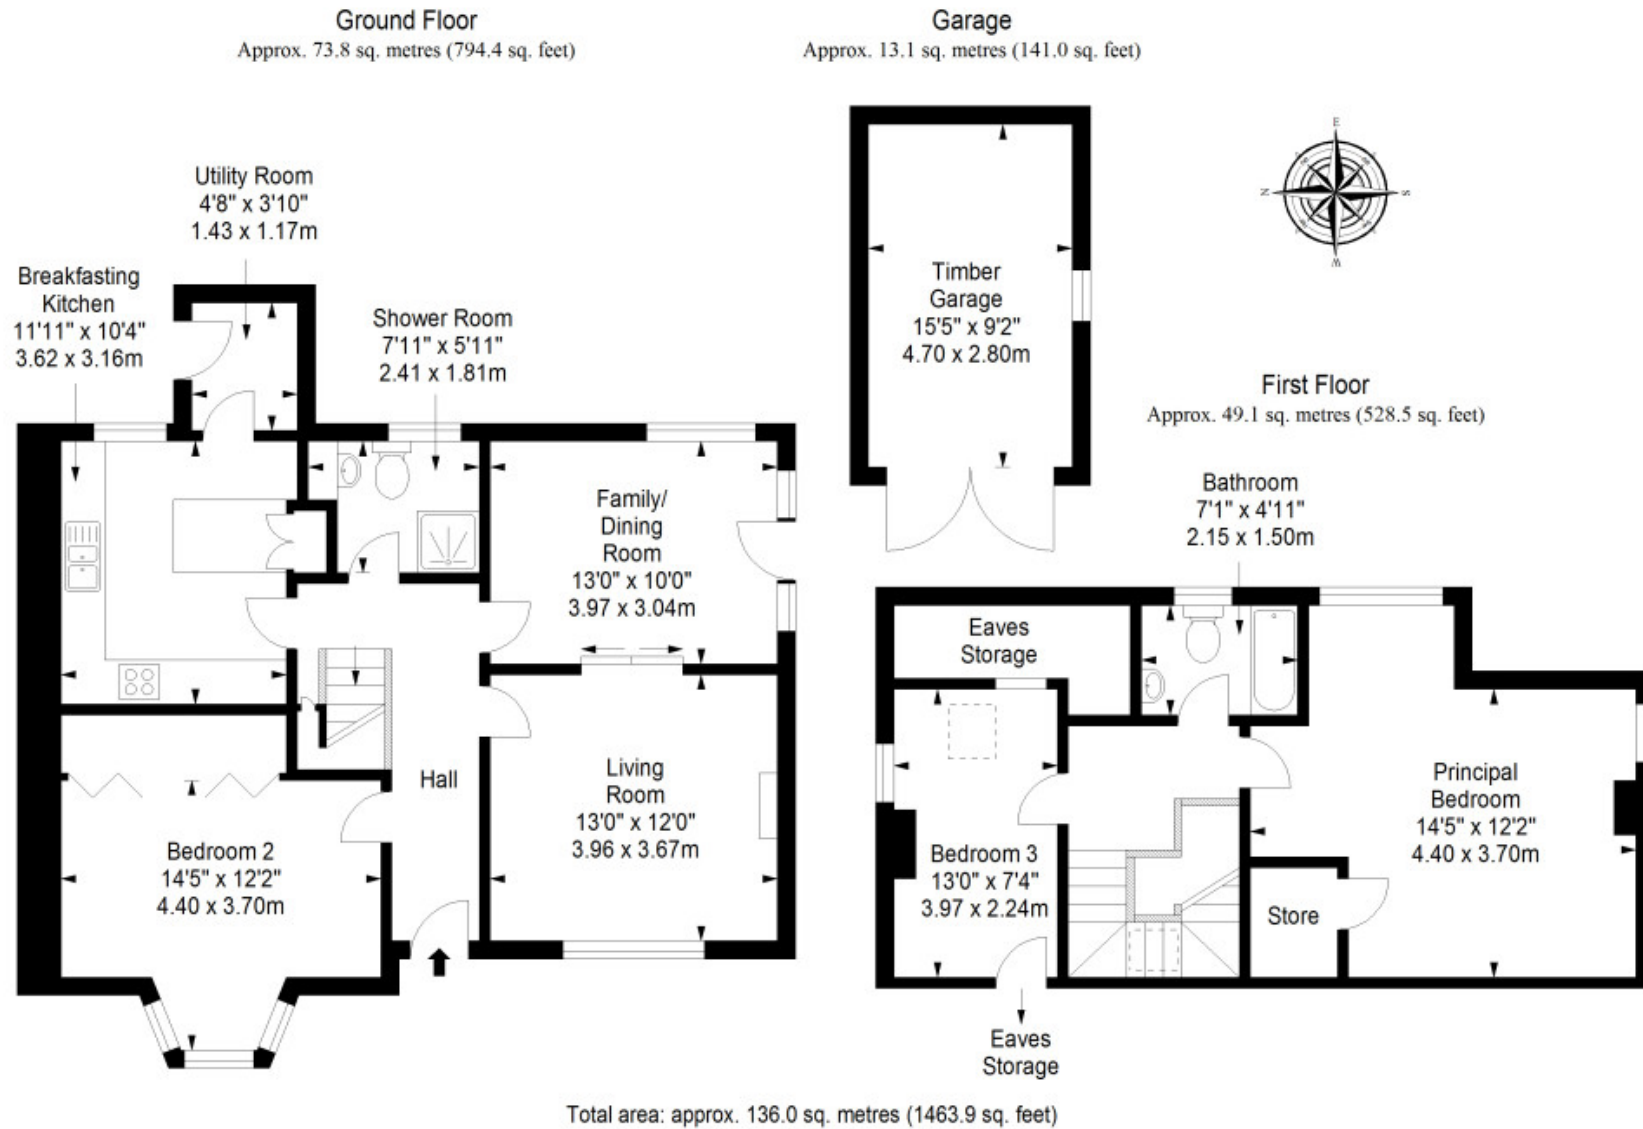 Ground Floor
Approx. 73.8 sq. metres (794.4 sq. feet)
Garage
Approx. 13.1 sq. metres (141.0 sq. feet)
Utility Room
4'8" x 3'10"
1.43 x 1.17m
Breakfasting
Kitchen
11'11" x 10'4"
3.62 x 3.16m
Shower Room
7'11" x 5'11"
2.41 x 1.81m
Timber
Garage
15'5" x 9'2"
4.70 x 2.80m
E
N
S
W
First Floor
Approx. 49.1 sq. metres (528.5 sq. feet)
Family/
Dining
Room
13'0" x 10'0"
3.97 x 3.04m
Bathroom
7'1" x 4'11"
2.15 x 1.50m
Eaves
Storage
Hall
Living
Room
13'0" x 12'0"
3.96 x 3.67m
Bedroom 2
14'5" x 12'2"
4.40 x 3.70m
Principal
Bedroom
14'5" x 12'2"
4.40 x 3.70m
Bedroom 3
13'0" x 7'4"
3.97 x 2.24m
Store
Eaves
Storage
Total area: approx. 136.0 sq. metres (1463.9 sq. feet)